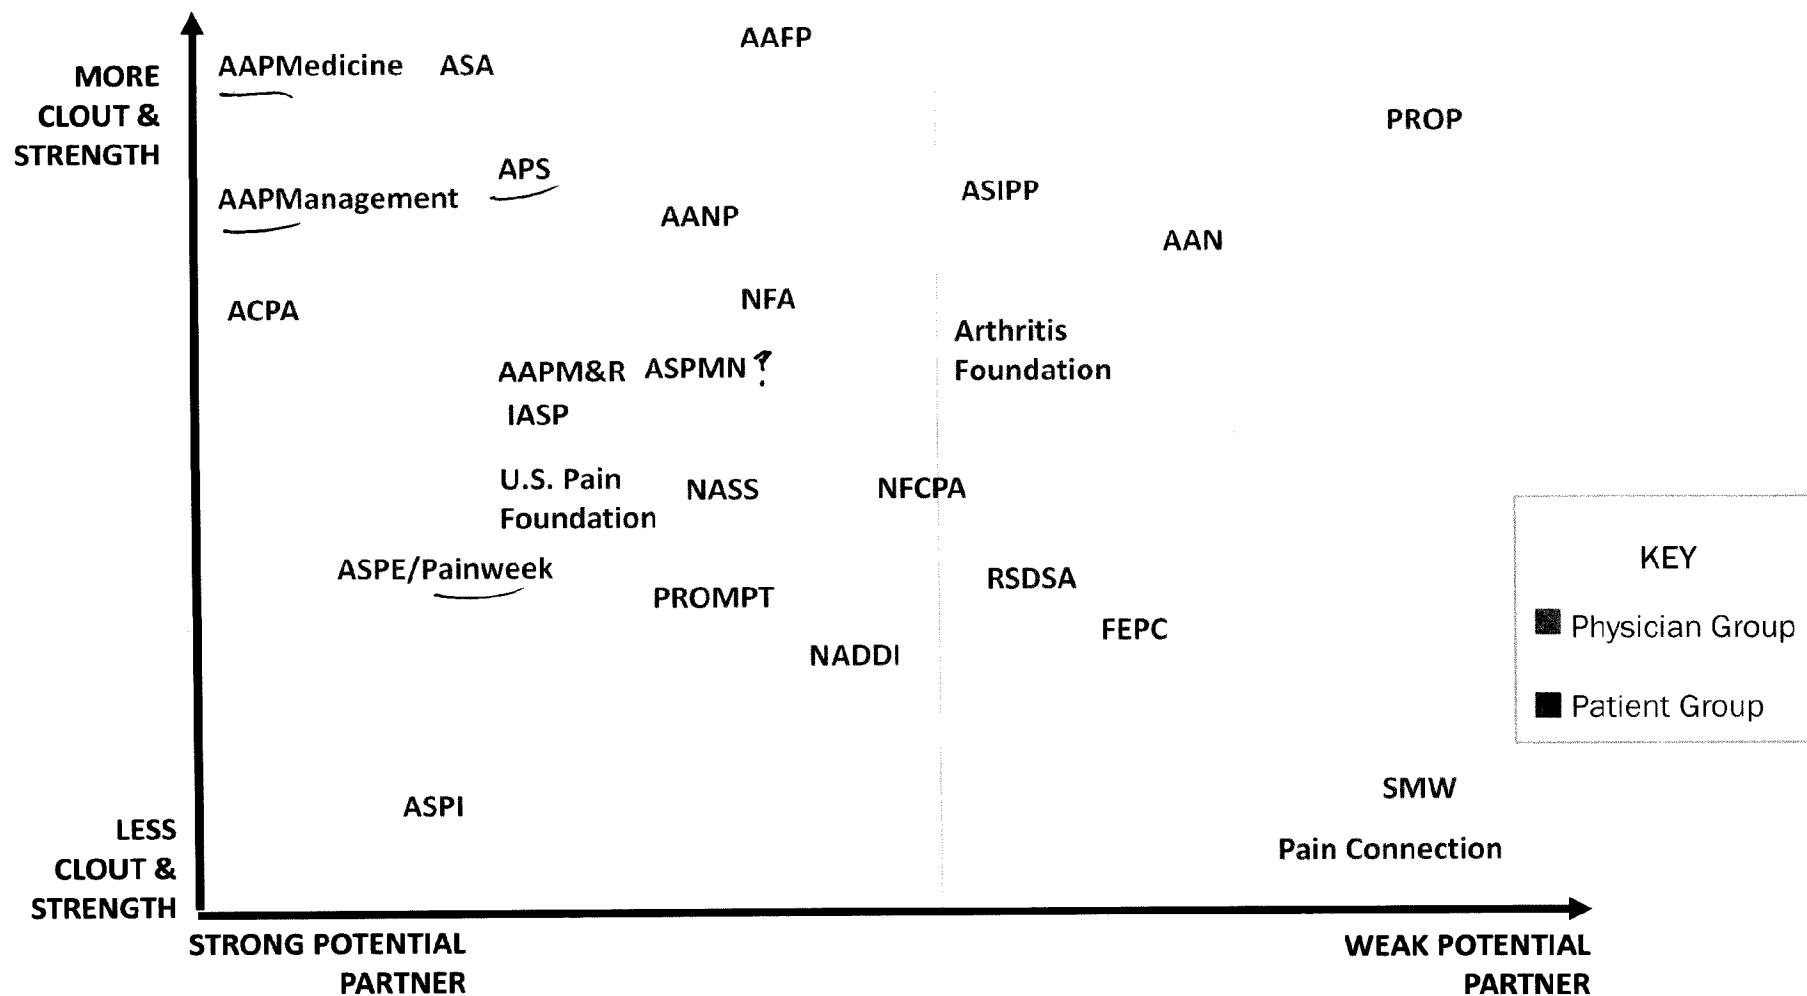 AAFP
AAPMedicine ASA
MORE
CLOUT &
STRENGTH
PROP
APS
AAPManagement
ASIPP
AANP
AAN
NFA
ACPA
Arthritis
Foundation
AAPM&R ASPMN ?
IASP
U.S. Pain
Foundation
NASS
NFCPA
ASPE/Painweek
RSDSA
PROMPT
FEPC
NADDI
KEY
Physician Group
Patient Group
SMW
ASPI
Pain Connection
LESS
CLOUT &
STRENGTH
STRONG POTENTIAL
PARTNER
WEAK POTENTIAL
PARTNER